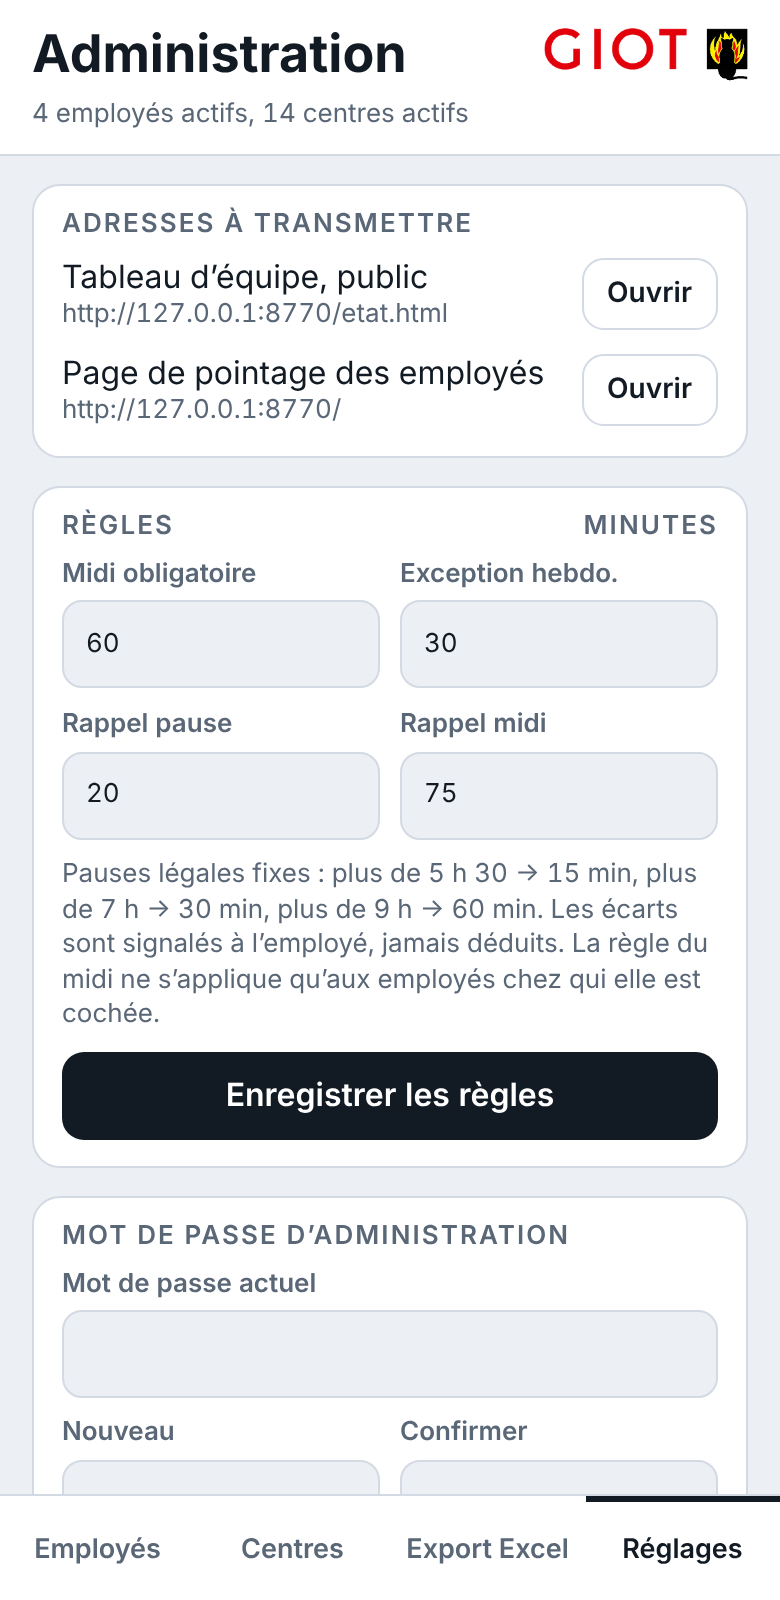 Administration
GIOT
4 employés actifs, 14 centres actifs
ADRESSES À TRANSMETTRE
Tableau d’équipe, public
http://127.0.0.1:8770/etat.html
Ouvrir
Page de pointage des employés
http://127.0.0.1:8770/
Ouvrir
RÈGLES
MINUTES
Midi obligatoire
Exception hebdo.
60
30
Rappel pause
Rappel midi
20
75
Pauses légales fixes : plus de 5 h 30 → 15 min, plus
de 7 h → 30 min, plus de 9 h → 60 min. Les écarts
sont signalés à l’employé, jamais déduits. La règle du
midi ne s’applique qu’aux employés chez qui elle est
cochée.
Enregistrer les règles
MOT DE PASSE D’ADMINISTRATION
Mot de passe actuel
Nouveau
Confirmer
Employés
Centres
Export Excel
Réglages